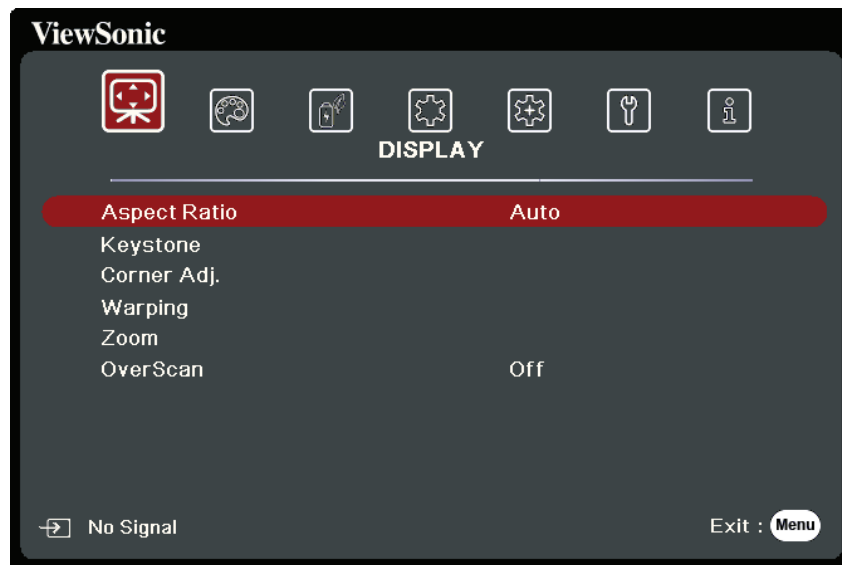 ViewSonic
DISPLAY
Aspect Ratio Auto
Keystone
Corner Adj.
Warping
Zoom
OverScan Off
No Signal Exit : Menu